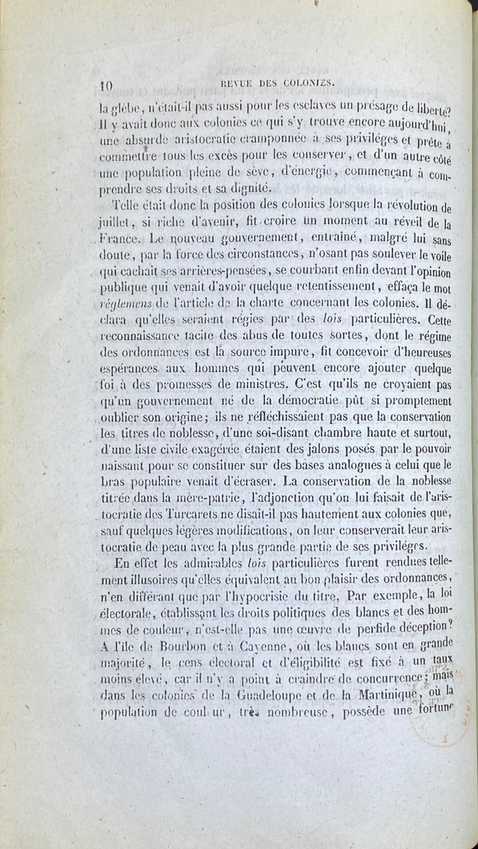 10 REVUE DES COLONIES.
la glèbe, n'était-il pas aussi pour les esclaves un présage de liberté?
Il y avait donc aux colonies ce qui s'y trouve encore aujourd'hui,
une absurde aristocratie cramponnée à ses priviléges et prête à
commettre tous les excès pour les conserver, et d'un autre côté
une population pleine de sève, d'énergie, commençant à com-
prendre ses droits et sa dignité.
Telle était donc la position des colonies lorsque la révolution de
juillet, si riche d'avenir, fit croire un moment au réveil de la
France. Le nouveau gouvernement, entraîné, malgré lui sans
doute, par la force des circonstances, n'osant pas soulever le voile
qui cachait ses arrières-pensées, se courbant enfin devant l'opinion
publique qui venait d'avoir quelque retentissement, effaça le mot
réglemens de l'article de la charte concernant les colonies. Il dé-
clara qu'elles seraient régies par des lois particulières. Cette
reconnaissance tacite des abus de toutes sortes, dont le régime
des ordonnances est la source impure, fit concevoir d'heureuses
espérances aux hommes qui peuvent encore ajouter quelque
foi à des promesses de ministres. C'est qu'ils ne croyaient pas
qu'un gouvernement né de la démocratie pût si promptement
oublier son origine; ils ne réfléchissaient pas que la conservation
les titres de noblesse, d'une soi-disant chambre haute et surtout,
d'une liste civile exagérée étaient des jalons posés par le pouvoir
naissant pour se constituer sur des bases analogues à celui que le
bras populaire venait d'écraser. La conservation de la noblesse
titrée dans la mère-patrie, l'adjonction qu'on lui faisait de l'aris-
tocratie des Turcarets ne disait-il pas hautement aux colonies que,
sauf quelques légères modifications, on leur conserverait leur aris-
tocratie de peau avec la plus grande partie de ses priviléges.
En effet les admirables lois particulières furent rendues telle-
ment illusoires qu'elles équivalent au bon plaisir des ordonnances,
n'en différant que par l'hypocrisie du titre. Par exemple, la loi
électorale, établissant les droits politiques des blancs et des hom-
mes de couleur, n'est-elle pas une œuvre de perfide déception?
A l'île de Bourbon et à Cayenne, où les blancs sont en grande
majorité, le cens électoral et d'éligibilité est fixé à un taux
moins élevé, car il n'y a point à craindre de concurrence; mais
dans les colonies de la Guadeloupe et de la Martinique, où la
population de coul ur, très nombreuse, possède une fortune